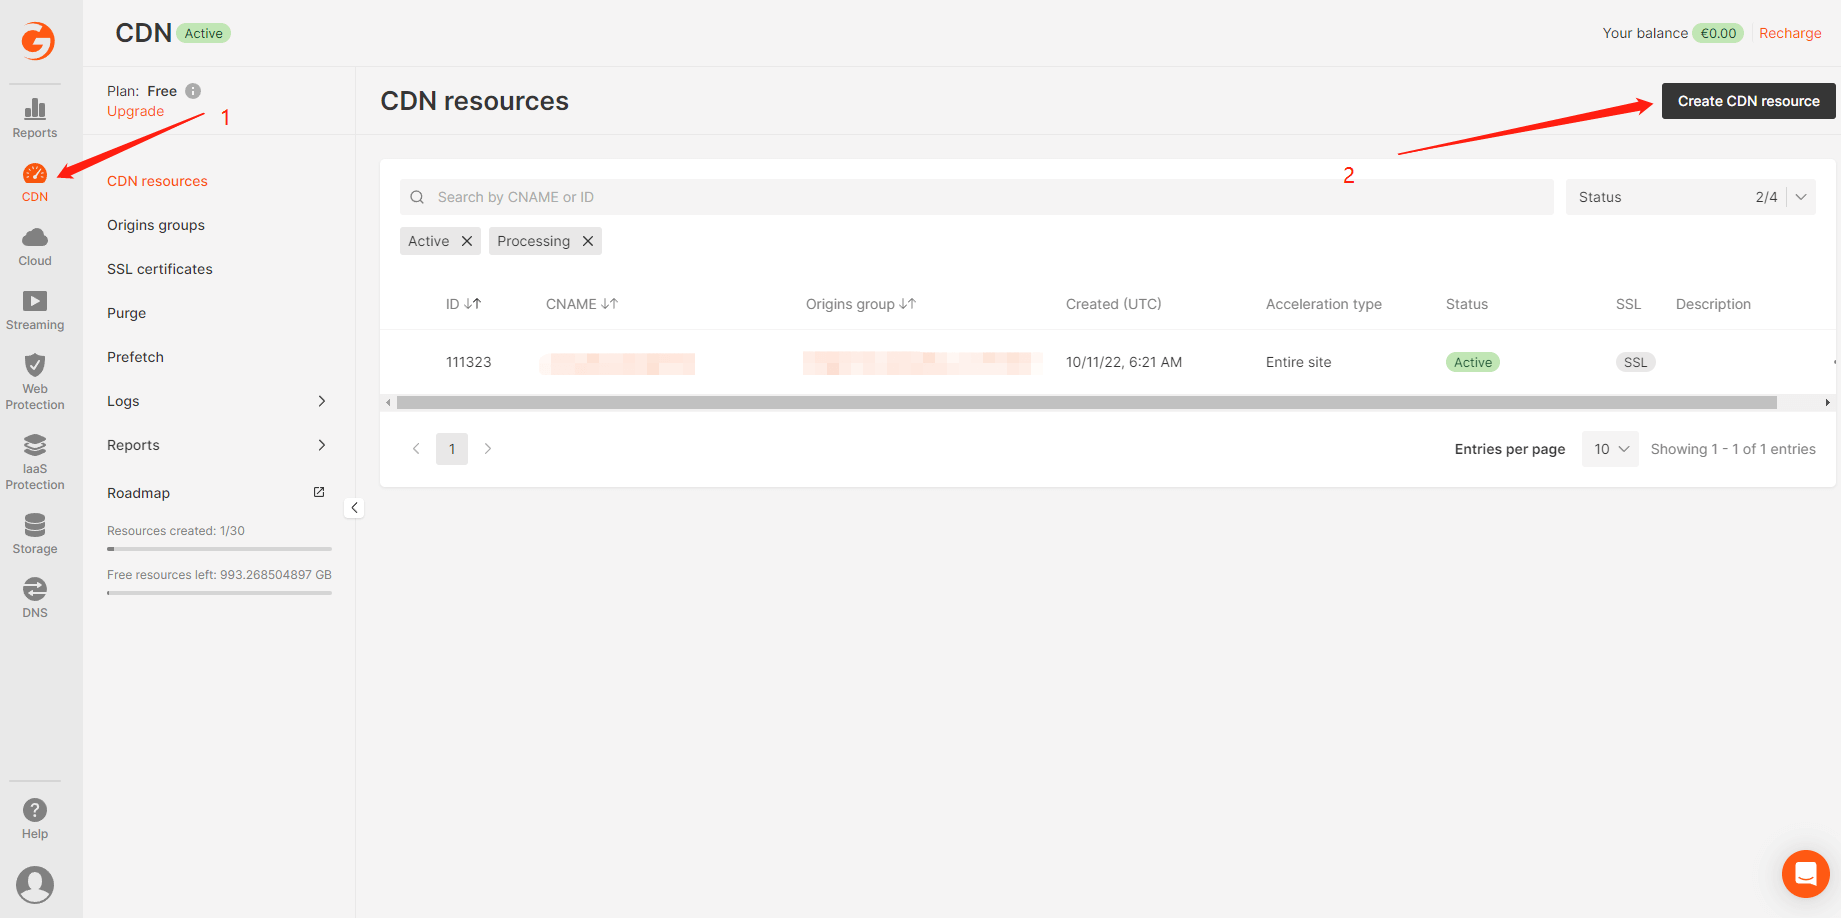 CDN Active
Your balance €0.00 Recharge
Reports
CDN
Cloud
Streaming
Web
Protection
IaaS
Protection
Storage
DNS
Help
Plan: Free
Upgrade
1
CDN resources
Origins groups
SSL certificates
Purge
Prefetch
Logs
Reports
Roadmap
Resources created: 1/30
Free resources left: 993.268504897 GB
CDN resources
Create CDN resource
2
Search by CNAME or ID
Status 2/4
Active Processing
ID CNAME Origins group Created (UTC) Acceleration type Status SSL Description
111323 10/11/22, 6:21 AM Entire site Active SSL
1
Entries per page 10 Showing 1 - 1 of 1 entries